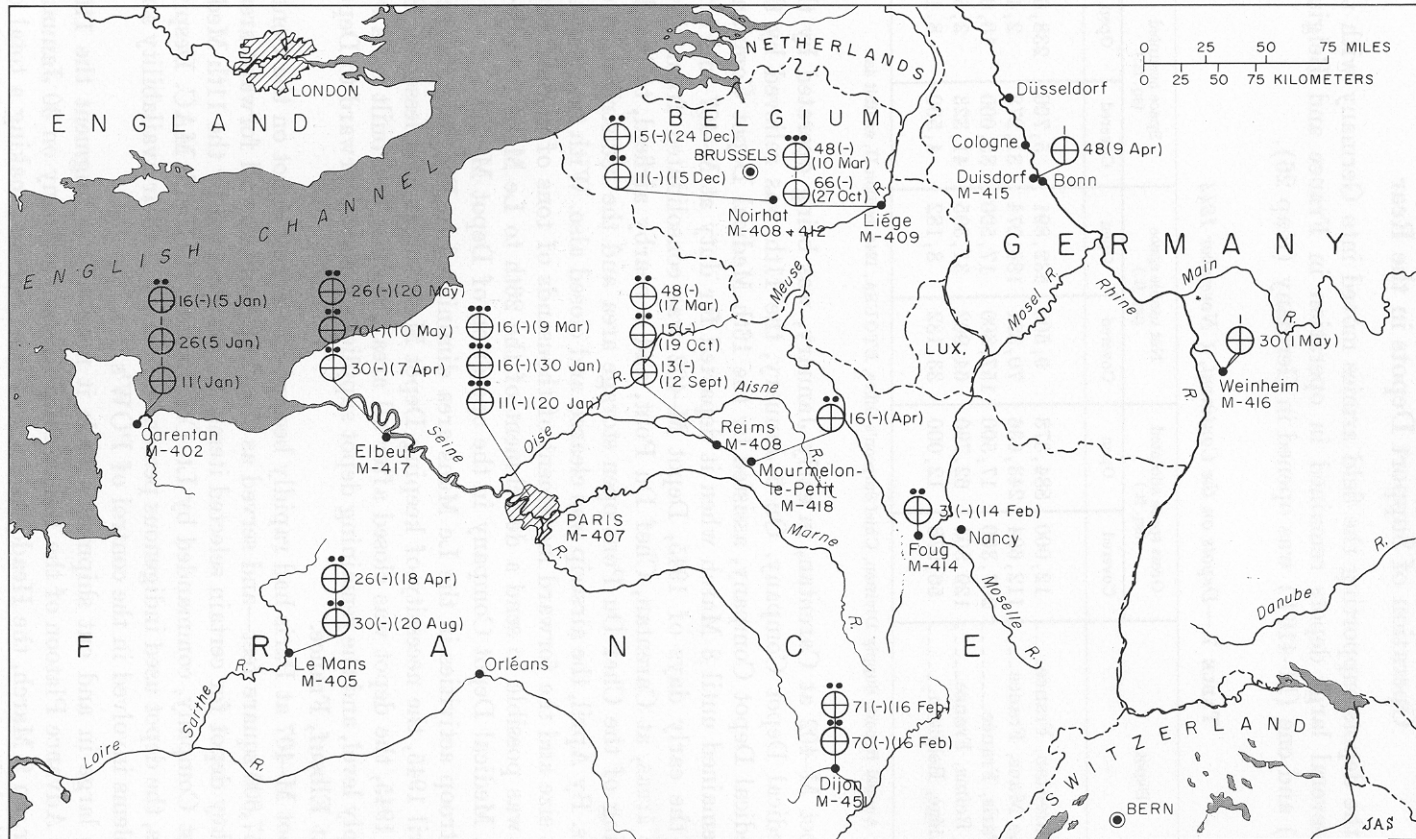 0 25 50 75 MILES
0 25 50 75 KILOMETERS
LONDON
ENGLAND
ENGLISH CHANNEL
NETHERLANDS
BELGIUM
BRUSSELS
15(-)(24 Dec)
11(-)(15 Dec)
48(-)
(10 Mar)
66(-)
(27 Oct)
Noirhat
M-408 + 412
Liége
M-409
R.
Meuse
Düsseldorf
Cologne
Duisdorf
M-415
Bonn
48(9 Apr)
GERMANY
Mosel R.
Rhine
R.
Main
R.
LUX.
30(1 May)
Weinheim
M-416
16(-)(5 Jan)
26(5 Jan)
11(Jan)
Carentan
M-402
26(-)(20 May)
70(-)(10 May)
30(-)(7 Apr)
Elbeuf
M-417
Seine
R.
16(-)(9 Mar)
16(-)(30 Jan)
11(-)(20 Jan)
PARIS
M-407
48(-)
(17 Mar)
15(-)
(19 Oct)
13(-)
(12 Sept)
Oise
R.
Aisne
R.
Reims
M-408
16(-)(Apr)
Mourmelon-
le-Petit
M-418
Marne
R.
31(-)(14 Feb)
Foug
M-414
Nancy
Moselle
R.
Danube
R.
26(-)(18 Apr)
30(-)(20 Aug)
Le Mans
M-405
Sarthe
R.
Loire
R.
Orléans
FRANCE
71(-)(16 Feb)
70(-)(16 Feb)
Dijon
M-451
SWITZERLAND
BERN
JAS